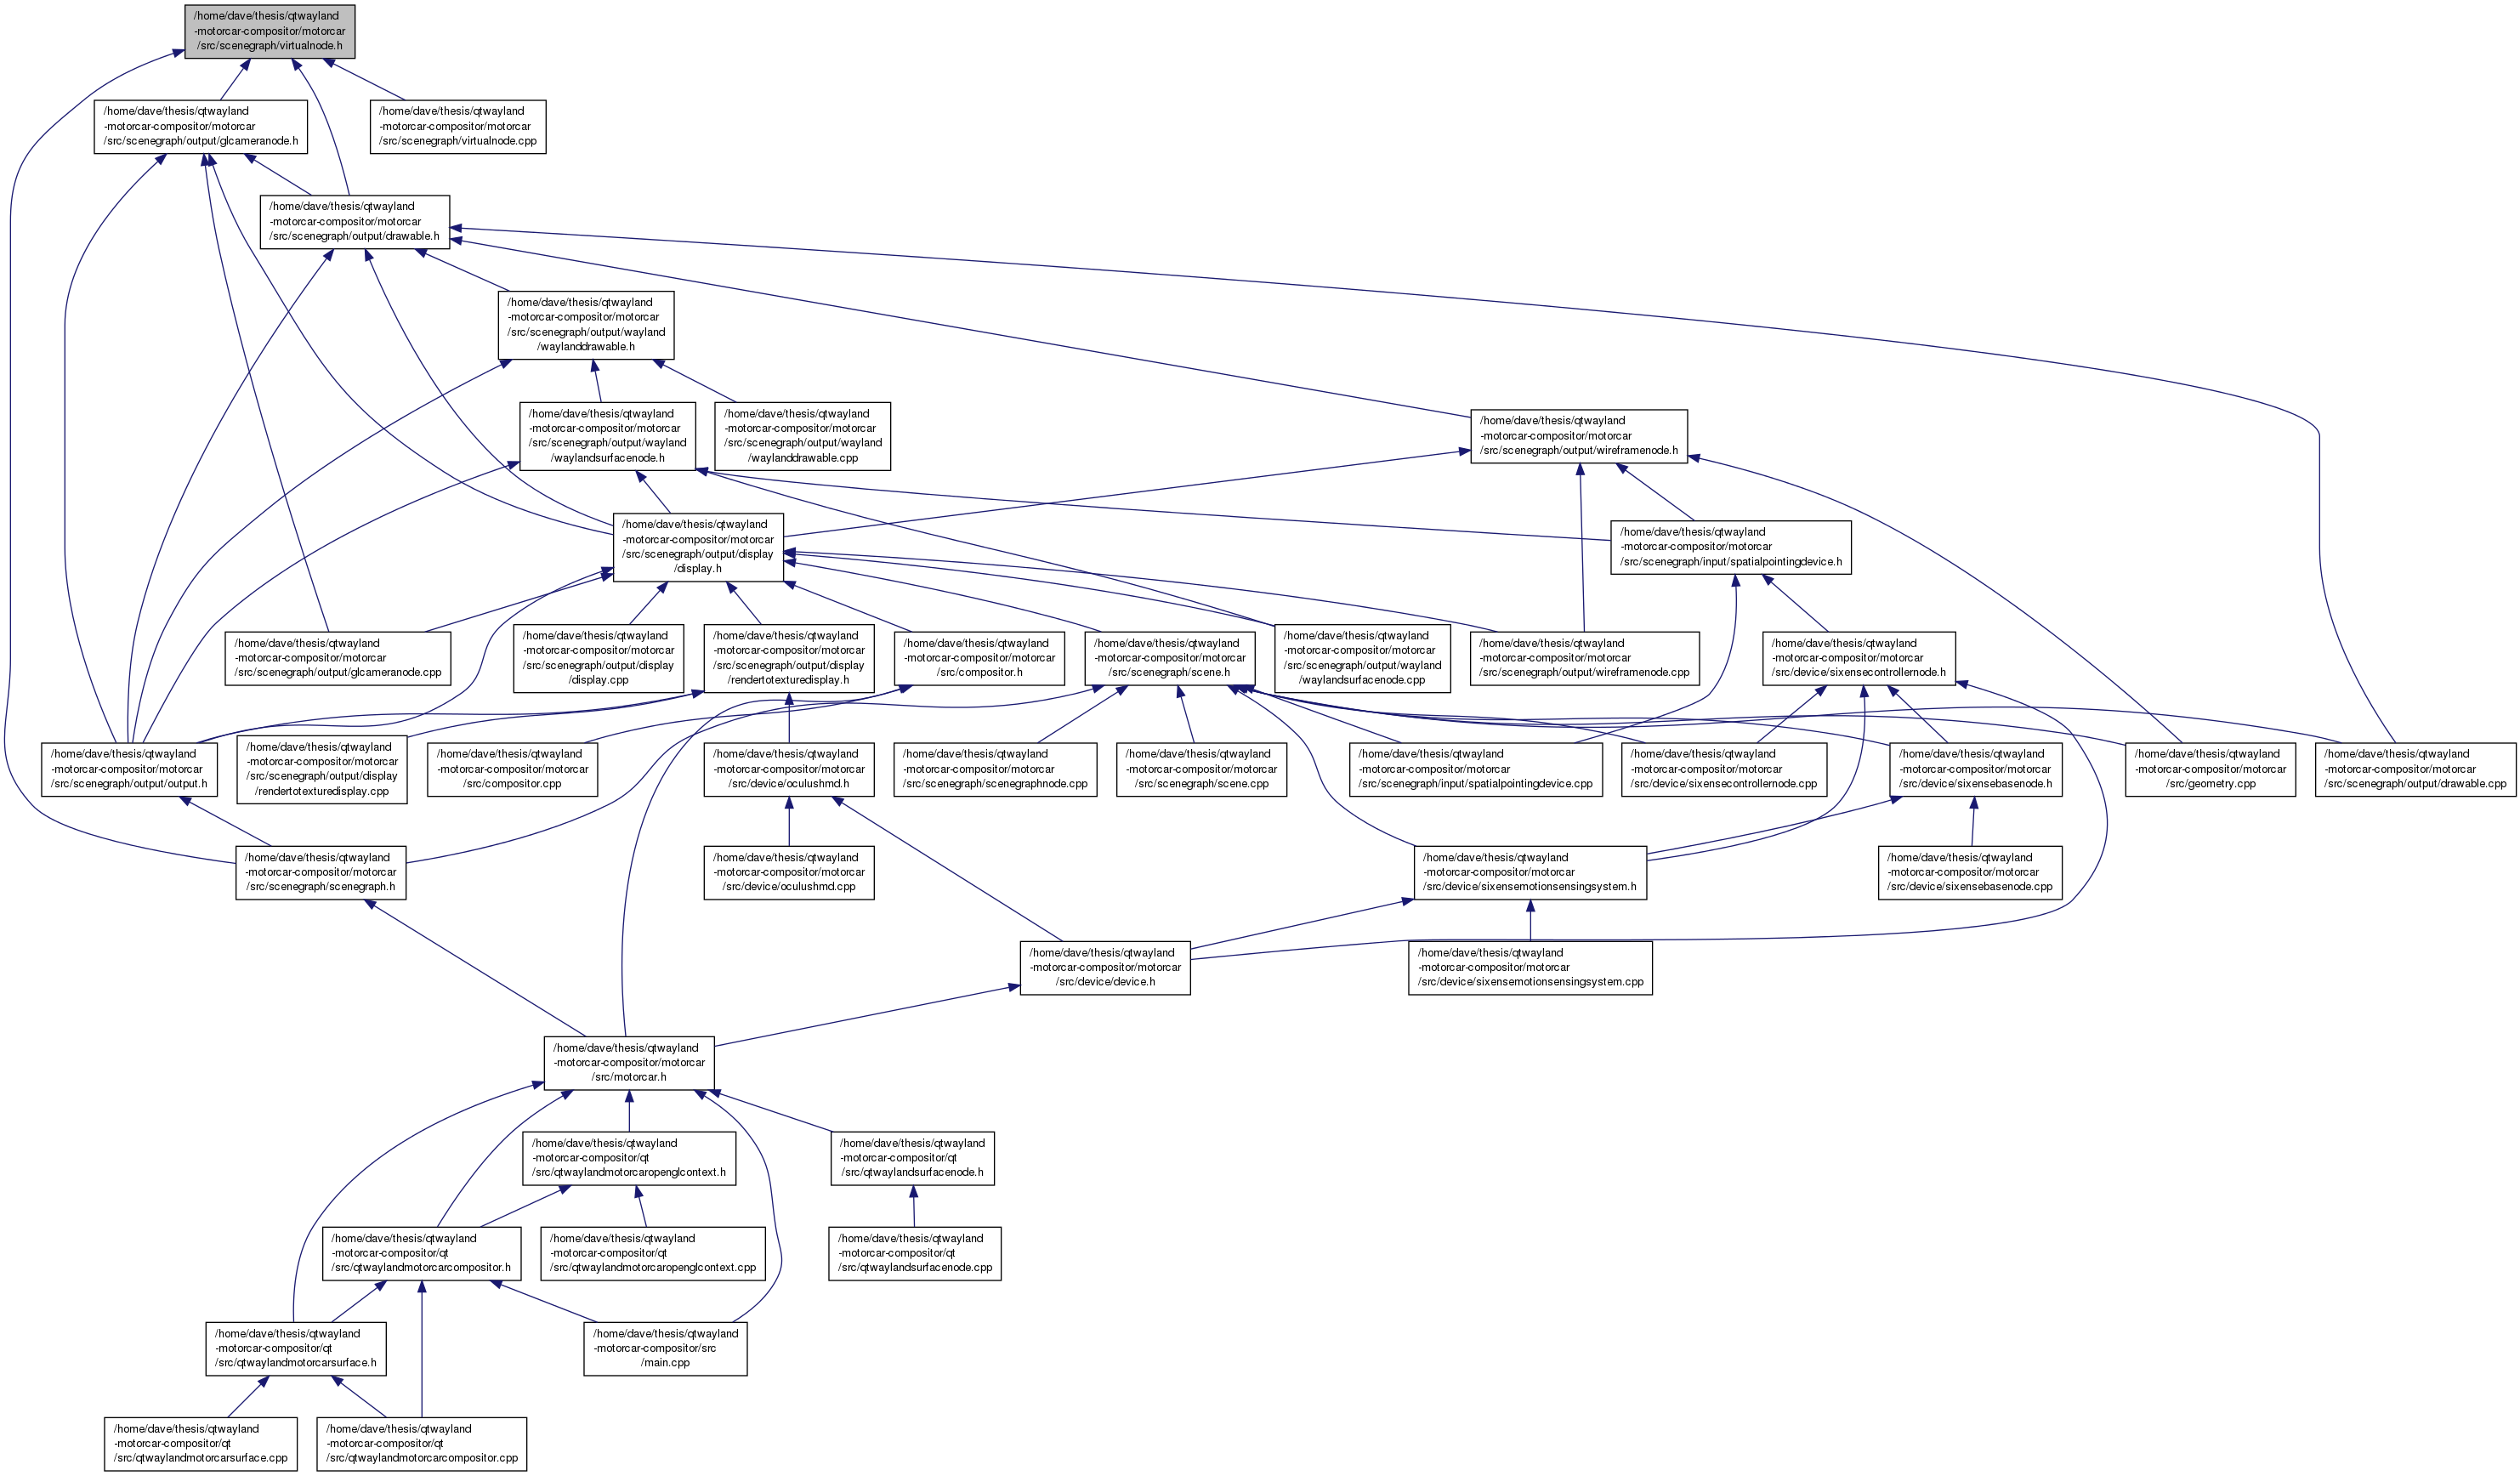 /home/dave/thesis/qtwayland
-motorcar-compositor/motorcar
/src/scenegraph/virtualnode.h
/home/dave/thesis/qtwayland
-motorcar-compositor/motorcar
/src/scenegraph/output/glcameranode.h
/home/dave/thesis/qtwayland
-motorcar-compositor/motorcar
/src/scenegraph/virtualnode.cpp
/home/dave/thesis/qtwayland
-motorcar-compositor/motorcar
/src/scenegraph/output/drawable.h
/home/dave/thesis/qtwayland
-motorcar-compositor/motorcar
/src/scenegraph/output/wayland
/waylanddrawable.h
/home/dave/thesis/qtwayland
-motorcar-compositor/motorcar
/src/scenegraph/output/wayland
/waylandsurfacenode.h
/home/dave/thesis/qtwayland
-motorcar-compositor/motorcar
/src/scenegraph/output/wayland
/waylanddrawable.cpp
/home/dave/thesis/qtwayland
-motorcar-compositor/motorcar
/src/scenegraph/output/wireframenode.h
/home/dave/thesis/qtwayland
-motorcar-compositor/motorcar
/src/scenegraph/output/display
/display.h
/home/dave/thesis/qtwayland
-motorcar-compositor/motorcar
/src/scenegraph/input/spatialpointingdevice.h
/home/dave/thesis/qtwayland
-motorcar-compositor/motorcar
/src/scenegraph/output/glcameranode.cpp
/home/dave/thesis/qtwayland
-motorcar-compositor/motorcar
/src/scenegraph/output/display
/display.cpp
/home/dave/thesis/qtwayland
-motorcar-compositor/motorcar
/src/scenegraph/output/display
/rendertotexturedisplay.h
/home/dave/thesis/qtwayland
-motorcar-compositor/motorcar
/src/compositor.h
/home/dave/thesis/qtwayland
-motorcar-compositor/motorcar
/src/scenegraph/scene.h
/home/dave/thesis/qtwayland
-motorcar-compositor/motorcar
/src/scenegraph/output/wayland
/waylandsurfacenode.cpp
/home/dave/thesis/qtwayland
-motorcar-compositor/motorcar
/src/scenegraph/output/wireframenode.cpp
/home/dave/thesis/qtwayland
-motorcar-compositor/motorcar
/src/device/sixensecontrollernode.h
/home/dave/thesis/qtwayland
-motorcar-compositor/motorcar
/src/scenegraph/output/output.h
/home/dave/thesis/qtwayland
-motorcar-compositor/motorcar
/src/scenegraph/output/display
/rendertotexturedisplay.cpp
/home/dave/thesis/qtwayland
-motorcar-compositor/motorcar
/src/compositor.cpp
/home/dave/thesis/qtwayland
-motorcar-compositor/motorcar
/src/device/oculushmd.h
/home/dave/thesis/qtwayland
-motorcar-compositor/motorcar
/src/scenegraph/scenegraphnode.cpp
/home/dave/thesis/qtwayland
-motorcar-compositor/motorcar
/src/scenegraph/scene.cpp
/home/dave/thesis/qtwayland
-motorcar-compositor/motorcar
/src/scenegraph/input/spatialpointingdevice.cpp
/home/dave/thesis/qtwayland
-motorcar-compositor/motorcar
/src/device/sixensecontrollernode.cpp
/home/dave/thesis/qtwayland
-motorcar-compositor/motorcar
/src/device/sixensebasenode.h
/home/dave/thesis/qtwayland
-motorcar-compositor/motorcar
/src/geometry.cpp
/home/dave/thesis/qtwayland
-motorcar-compositor/motorcar
/src/scenegraph/output/drawable.cpp
/home/dave/thesis/qtwayland
-motorcar-compositor/motorcar
/src/scenegraph/scenegraph.h
/home/dave/thesis/qtwayland
-motorcar-compositor/motorcar
/src/device/oculushmd.cpp
/home/dave/thesis/qtwayland
-motorcar-compositor/motorcar
/src/device/sixensemotionsensingsystem.h
/home/dave/thesis/qtwayland
-motorcar-compositor/motorcar
/src/device/sixensebasenode.cpp
/home/dave/thesis/qtwayland
-motorcar-compositor/motorcar
/src/device/device.h
/home/dave/thesis/qtwayland
-motorcar-compositor/motorcar
/src/device/sixensemotionsensingsystem.cpp
/home/dave/thesis/qtwayland
-motorcar-compositor/motorcar
/src/motorcar.h
/home/dave/thesis/qtwayland
-motorcar-compositor/qt
/src/qtwaylandmotorcaropenglcontext.h
/home/dave/thesis/qtwayland
-motorcar-compositor/qt
/src/qtwaylandsurfacenode.h
/home/dave/thesis/qtwayland
-motorcar-compositor/qt
/src/qtwaylandmotorcarcompositor.h
/home/dave/thesis/qtwayland
-motorcar-compositor/qt
/src/qtwaylandmotorcaropenglcontext.cpp
/home/dave/thesis/qtwayland
-motorcar-compositor/qt
/src/qtwaylandsurfacenode.cpp
/home/dave/thesis/qtwayland
-motorcar-compositor/qt
/src/qtwaylandmotorcarsurface.h
/home/dave/thesis/qtwayland
-motorcar-compositor/src
/main.cpp
/home/dave/thesis/qtwayland
-motorcar-compositor/qt
/src/qtwaylandmotorcarsurface.cpp
/home/dave/thesis/qtwayland
-motorcar-compositor/qt
/src/qtwaylandmotorcarcompositor.cpp